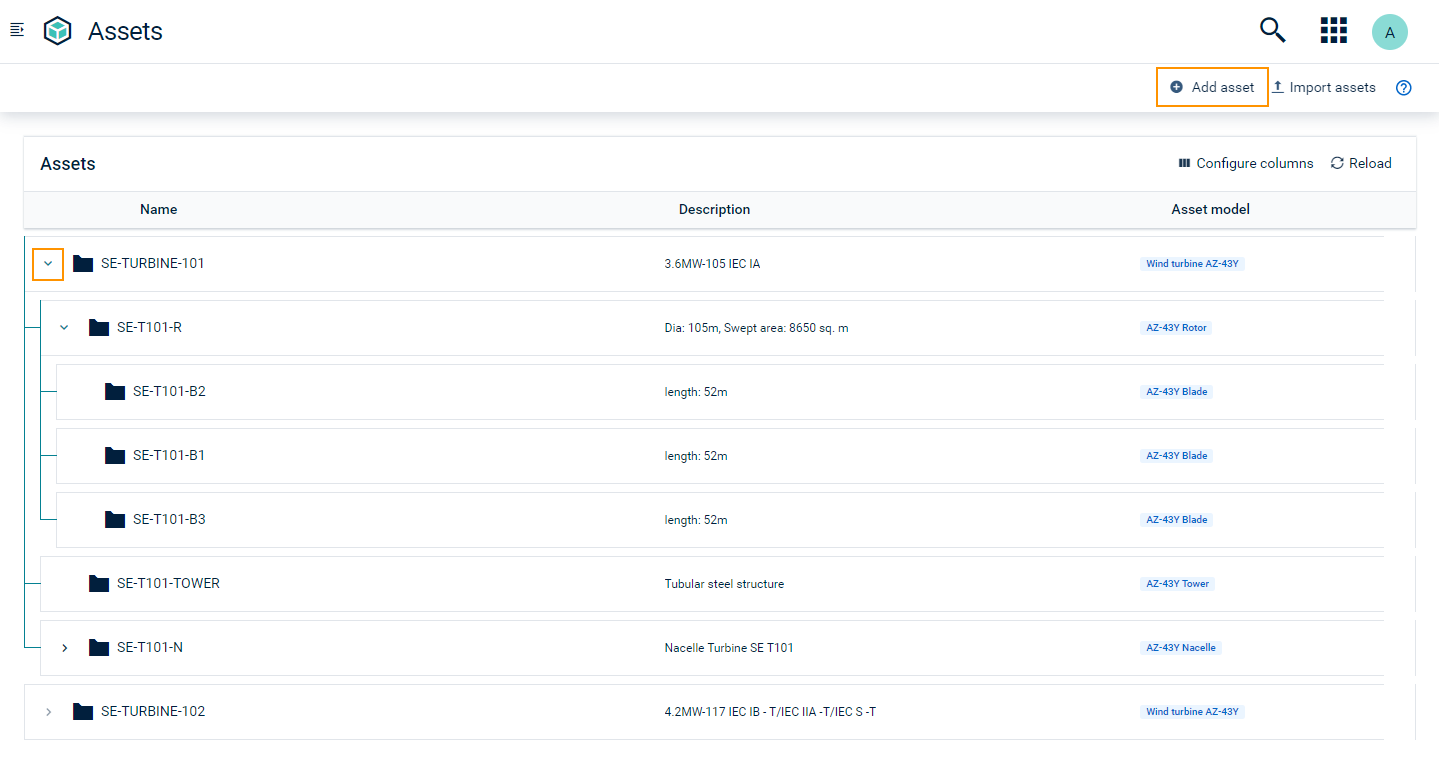 Assets
A
Add asset
Import assets
Assets
Configure columns
Reload
Name Description Asset model
SE-TURBINE-101 3.6MW-105 IEC IA Wind turbine AZ-43Y
SE-T101-R Dia: 105m, Swept area: 8650 sq. m AZ-43Y Rotor
SE-T101-B2 length: 52m AZ-43Y Blade
SE-T101-B1 length: 52m AZ-43Y Blade
SE-T101-B3 length: 52m AZ-43Y Blade
SE-T101-TOWER Tubular steel structure AZ-43Y Tower
SE-T101-N Nacelle Turbine SE T101 AZ-43Y Nacelle
SE-TURBINE-102 4.2MW-117 IEC IB - T/IEC IIA -T/IEC S -T Wind turbine AZ-43Y